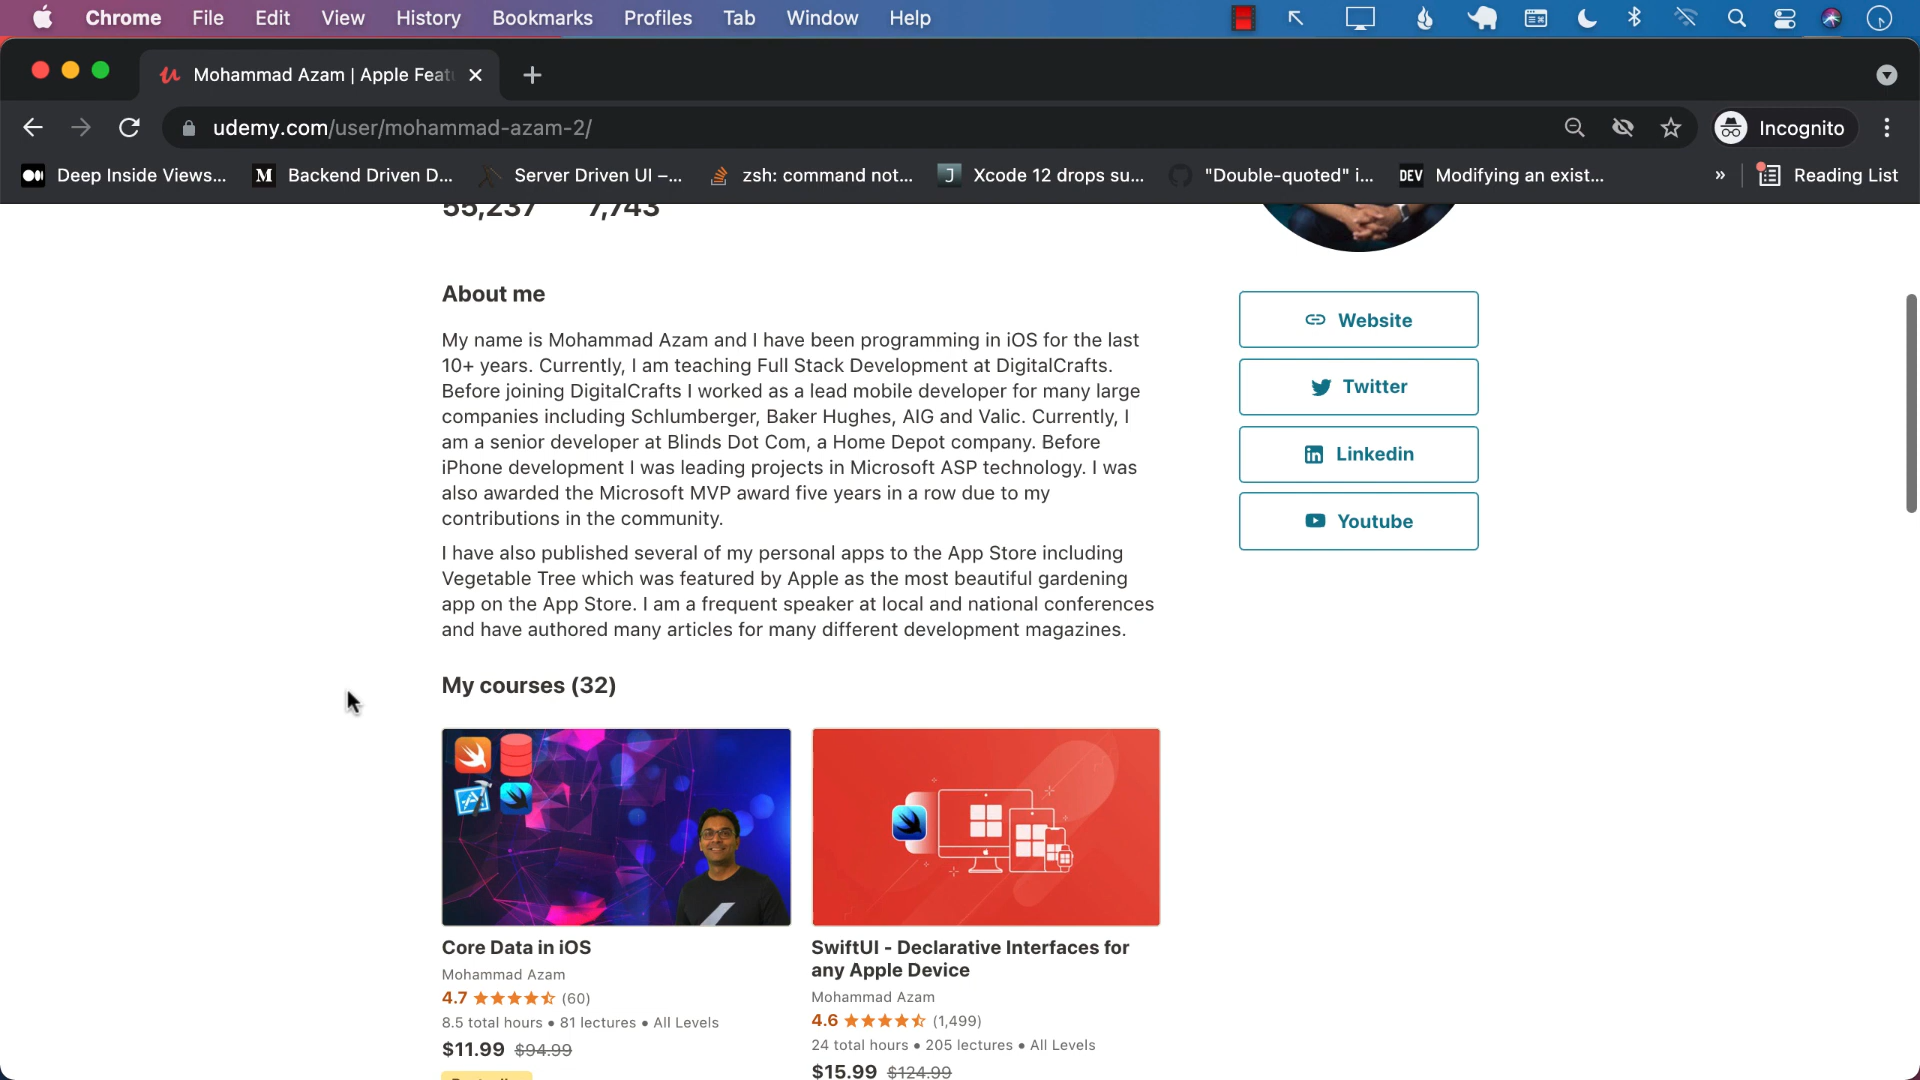 Chrome File Edit View History Bookmarks Profiles Tab Window Help
Mohammad Azam | Apple Feat
udemy.com/user/mohammad-azam-2/
Incognito
Deep Inside Views... Backend Driven D... Server Driven UI –... zsh: command not... Xcode 12 drops su... "Double-quoted" i... DEV Modifying an exist... » Reading List
55,237 7,743
About me
My name is Mohammad Azam and I have been programming in iOS for the last
10+ years. Currently, I am teaching Full Stack Development at DigitalCrafts.
Before joining DigitalCrafts I worked as a lead mobile developer for many large
companies including Schlumberger, Baker Hughes, AIG and Valic. Currently, I
am a senior developer at Blinds Dot Com, a Home Depot company. Before
iPhone development I was leading projects in Microsoft ASP technology. I was
also awarded the Microsoft MVP award five years in a row due to my
contributions in the community.
I have also published several of my personal apps to the App Store including
Vegetable Tree which was featured by Apple as the most beautiful gardening
app on the App Store. I am a frequent speaker at local and national conferences
and have authored many articles for many different development magazines.
Website
Twitter
Linkedin
Youtube
My courses (32)
Core Data in iOS
Mohammad Azam
4.7 (60)
8.5 total hours • 81 lectures • All Levels
$11.99 $94.99
SwiftUI - Declarative Interfaces for
any Apple Device
Mohammad Azam
4.6 (1,499)
24 total hours • 205 lectures • All Levels
$15.99 $124.99